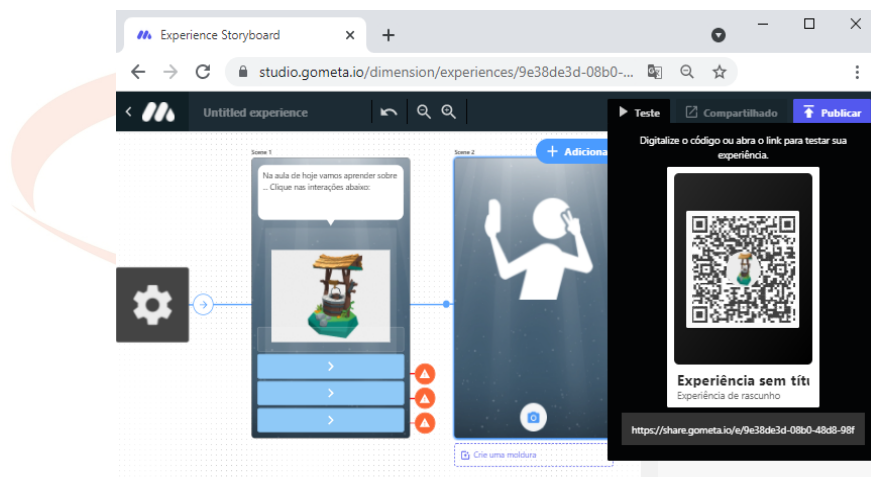 Experience Storyboard
studio.gometa.io/dimension/experiences/9e38de3d-08b0-...
Untitled experience
Teste
Compartilhado
Publicar
Digitalize o código ou abra o link para testar sua
experiência.
Scene 1
Scene 2
+ Adiciona
Na aula de hoje vamos aprender sobre
... Clique nas interações abaixo:
Experiência sem títu
Experiência de rascunho
https://share.gometa.io/e/9e38de3d-08b0-48d8-98f
Crie uma moldura